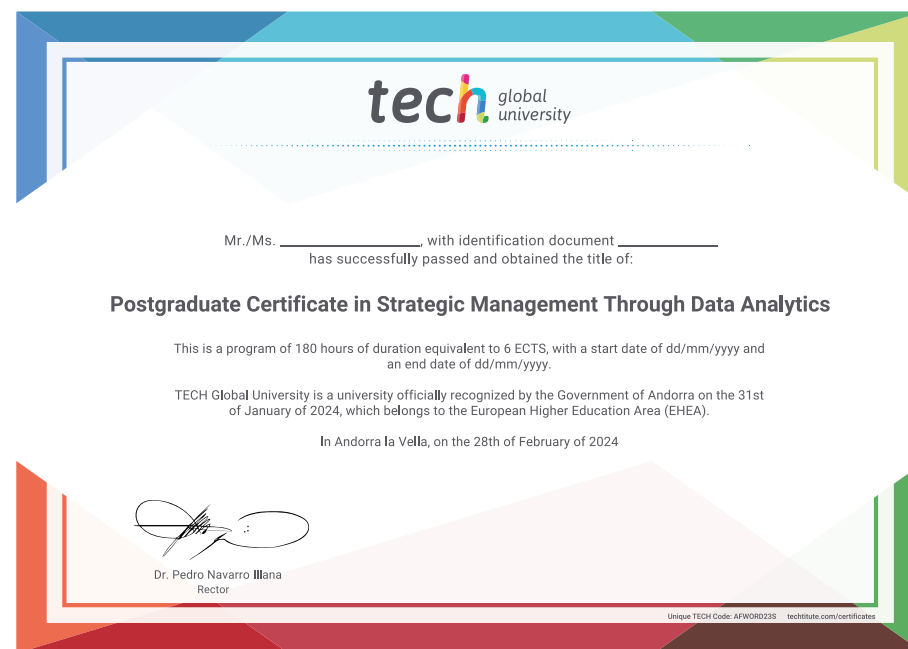 tech global university
Mr./Ms. ____________, with identification document ____________
has successfully passed and obtained the title of:
Postgraduate Certificate in Strategic Management Through Data Analytics
This is a program of 180 hours of duration equivalent to 6 ECTS, with a start date of dd/mm/yyyy and
an end date of dd/mm/yyyy.
TECH Global University is a university officially recognized by the Government of Andorra on the 31st
of January of 2024, which belongs to the European Higher Education Area (EHEA).
In Andorra la Vella, on the 28th of February of 2024
Dr. Pedro Navarro Illana
Rector
Unique TECH Code: AFWORD23S techtitute.com/certificates